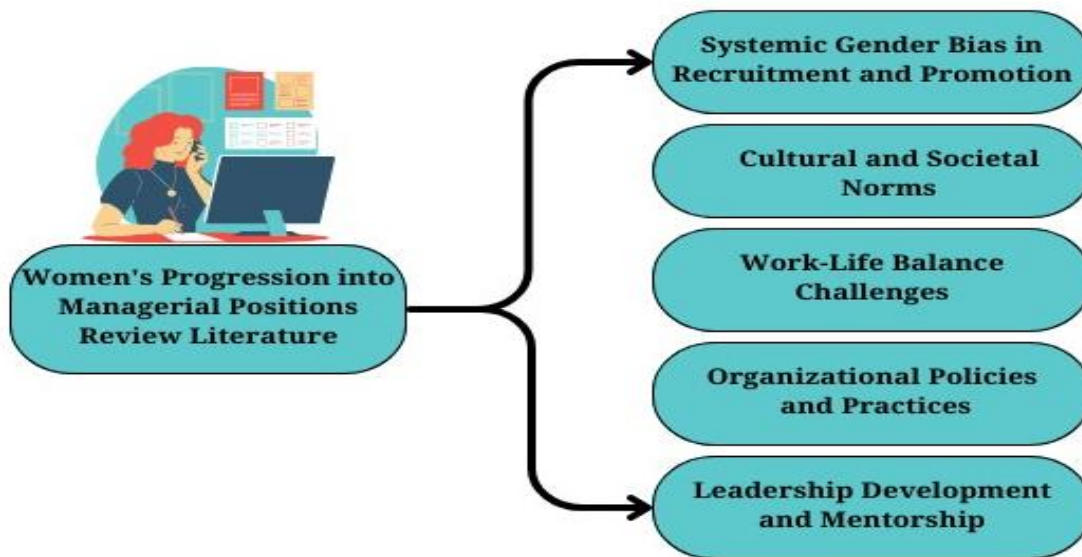 Women's Progression into
Managerial Positions
Review Literature
Systemic Gender Bias in
Recruitment and Promotion
Cultural and Societal
Norms
Work-Life Balance
Challenges
Organizational Policies
and Practices
Leadership Development
and Mentorship